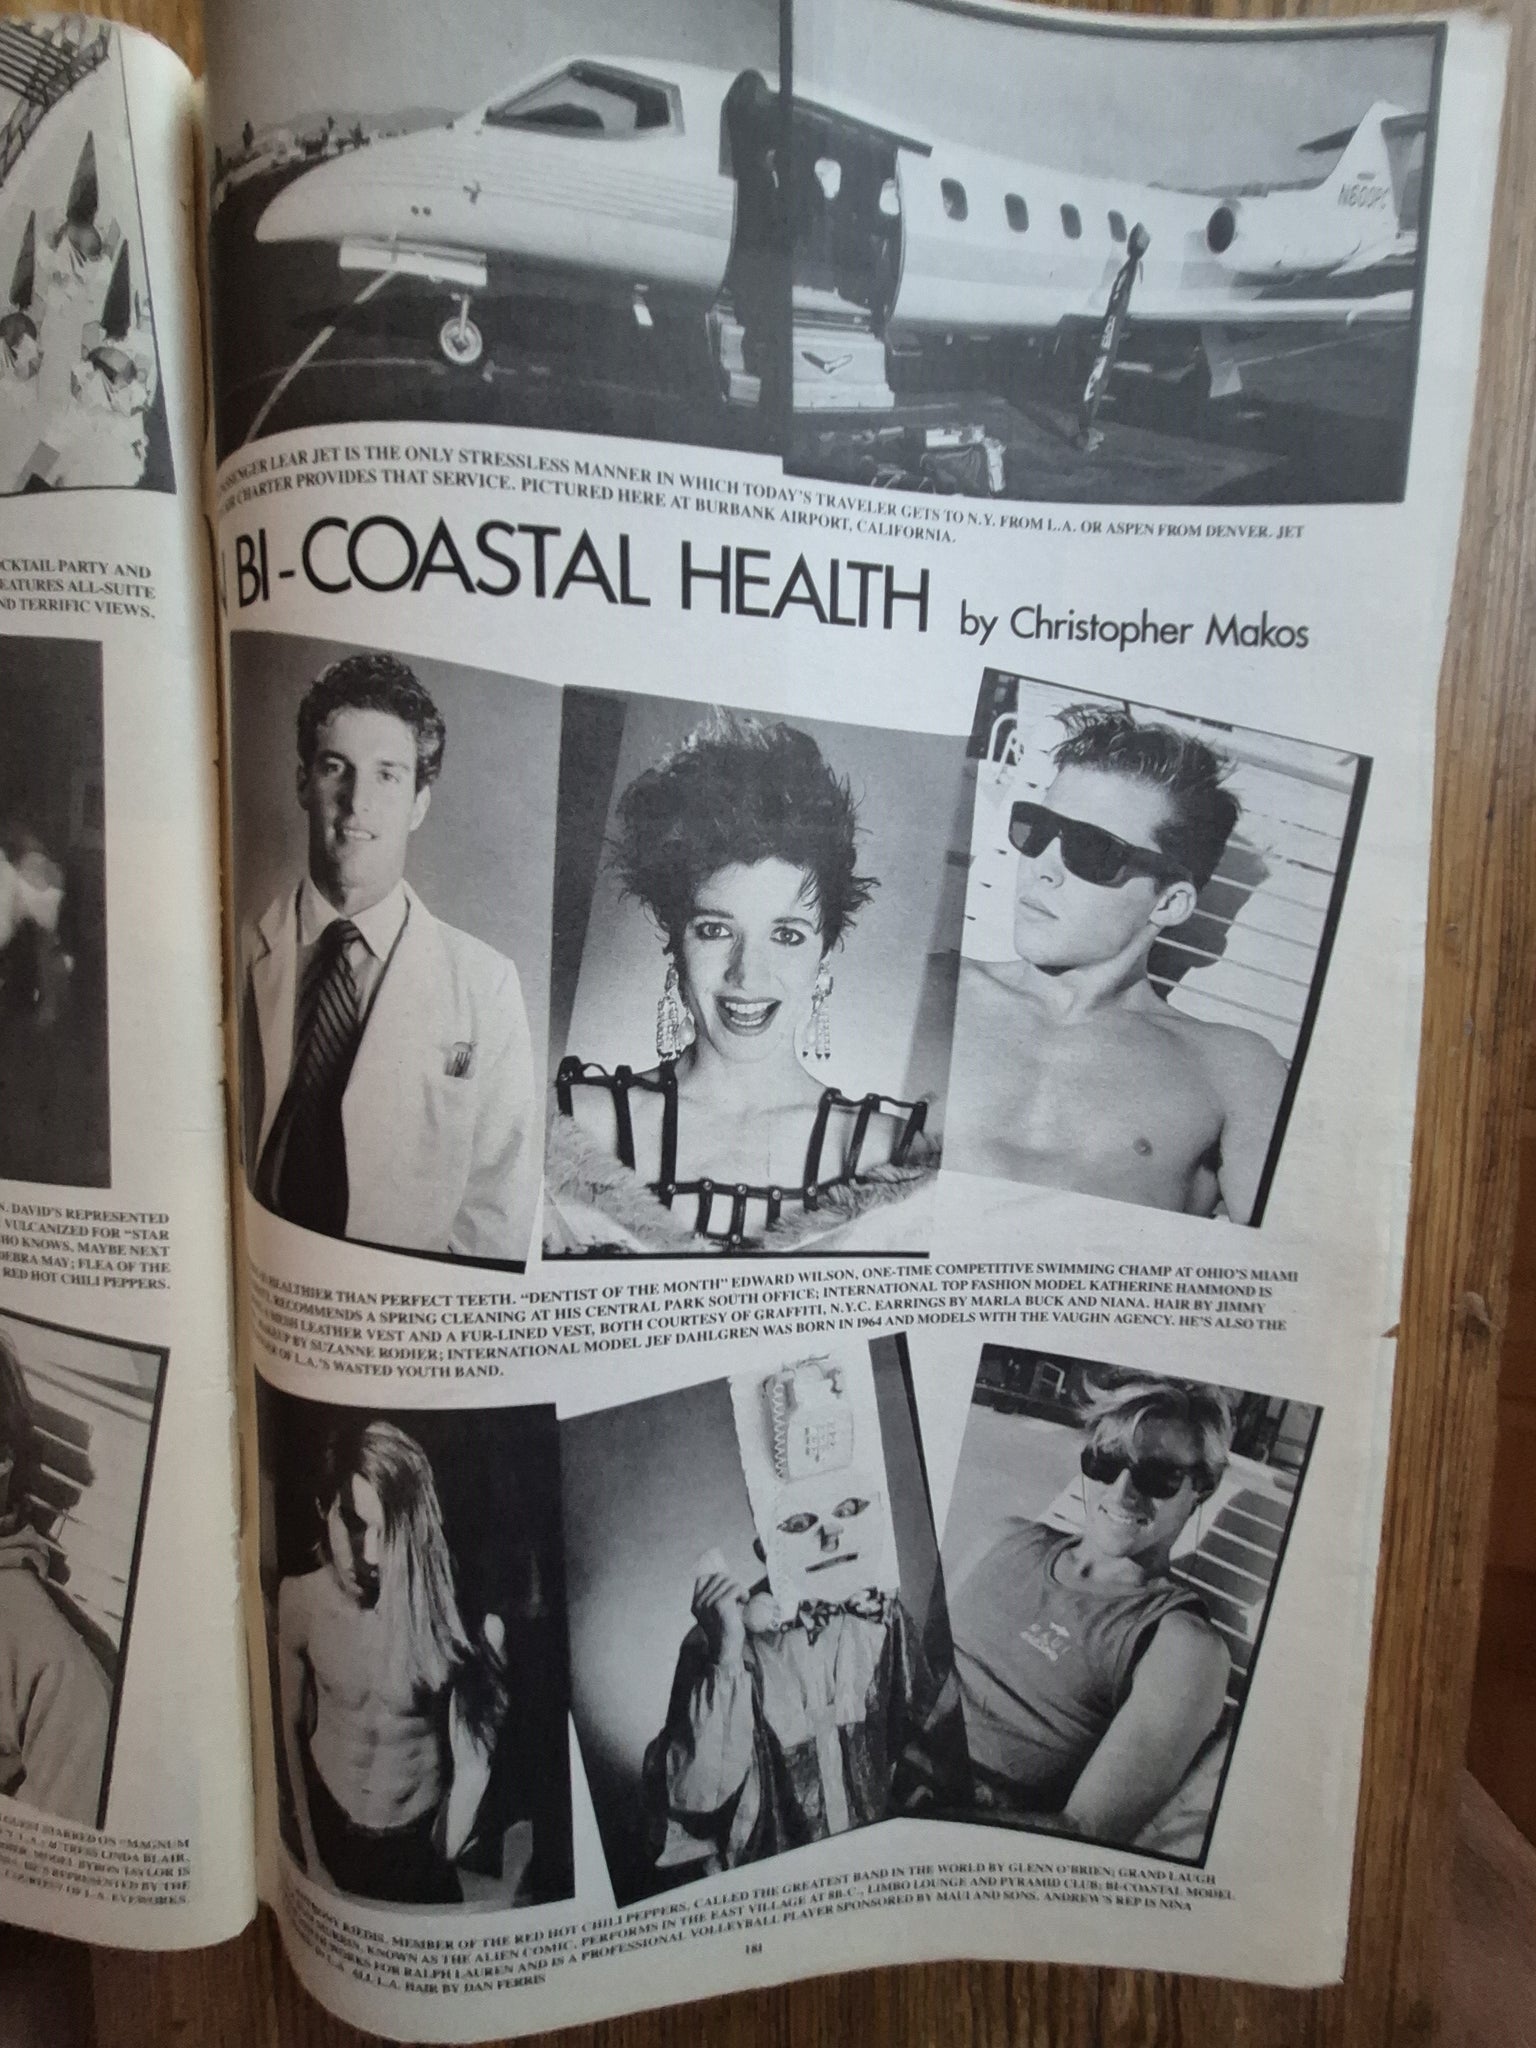 N600PC
SSENGER LEAR JET IS THE ONLY STRESSLESS MANNER IN WHICH TODAY'S TRAVELER GETS TO N.Y. FROM L.A. OR ASPEN FROM DENVER. JET
AIR CHARTER PROVIDES THAT SERVICE. PICTURED HERE AT BURBANK AIRPORT, CALIFORNIA.
CKTAIL PARTY AND
EATURES ALL-SUITE
ND TERRIFIC VIEWS.
BI-COASTAL HEALTH by Christopher Makos
N. DAVID'S REPRESENTED
VULCANIZED FOR "STAR
HO KNOWS, MAYBE NEXT
DEBRA MAY; FLEA OF THE
RED HOT CHILI PEPPERS.
HEALTHIER THAN PERFECT TEETH. "DENTIST OF THE MONTH" EDWARD WILSON, ONE-TIME COMPETITIVE SWIMMING CHAMP AT OHIO'S MIAMI
RECOMMENDS A SPRING CLEANING AT HIS CENTRAL PARK SOUTH OFFICE; INTERNATIONAL TOP FASHION MODEL KATHERINE HAMMOND IS
MESH LEATHER VEST AND A FUR-LINED VEST, BOTH COURTESY OF GRAFFITI, N.Y.C. EARRINGS BY MARLA BUCK AND NIANA. HAIR BY JIMMY
BY SUZANNE RODIER; INTERNATIONAL MODEL JEF DAHLGREN WAS BORN IN 1964 AND MODELS WITH THE VAUGHN AGENCY. HE'S ALSO THE
OF L.A.'S WASTED YOUTH BAND.
GUEST STARRED ON "MAGNUM
ACTRESS LINDA BLAIR,
MODEL BYRON TAYLOR IS
HE'S REPRESENTED BY THE
COURTESY OF L.A. EYEWORKS.
KIEDIS, MEMBER OF THE RED HOT CHILI PEPPERS, CALLED THE GREATEST BAND IN THE WORLD BY GLENN O'BRIEN; GRAND LAUGH
KNOWN AS THE ALIEN COMIC, PERFORMS IN THE EAST VILLAGE AT 8B.C., LIMBO LOUNGE AND PYRAMID CLUB; BI-COASTAL MODEL
WORKS FOR RALPH LAUREN AND IS A PROFESSIONAL VOLLEYBALL PLAYER SPONSORED BY MAUI AND SONS. ANDREW'S REP IS NINA
L.A. ALL L.A. HAIR BY DAN FERRIS
181